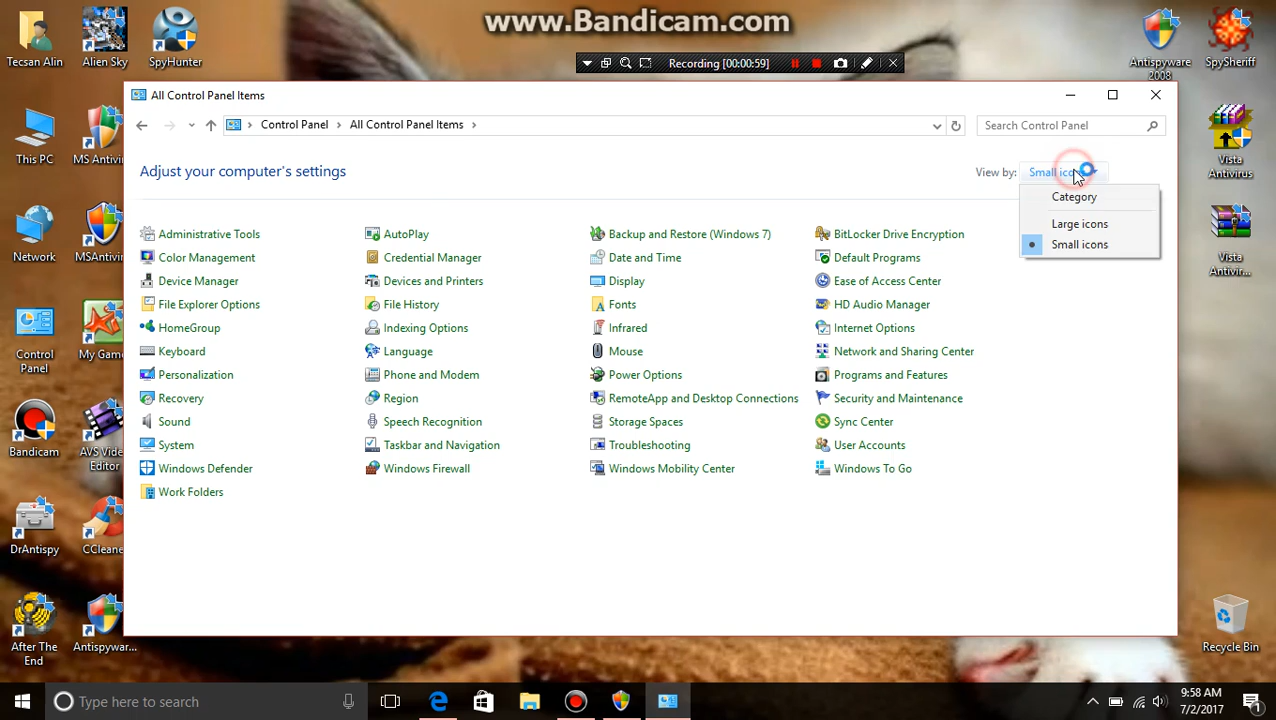 www.Bandicam.com
Recording [00:00:59]
Tecsan Alin
Alien Sky
SpyHunter
Antispyware 2008
SpySheriff
This PC
MS Antivir
Vista Antivirus
Network
MSAntivir
Vista Antivir...
Control Panel
My Game
Bandicam
AVS Video Editor
DrAntispy
CCleane
After The End
Antispywar...
Recycle Bin
All Control Panel Items
Control Panel > All Control Panel Items >
Search Control Panel
Adjust your computer's settings
View by: Small ico
Category
Large icons
Small icons
Administrative Tools
AutoPlay
Backup and Restore (Windows 7)
BitLocker Drive Encryption
Color Management
Credential Manager
Date and Time
Default Programs
Device Manager
Devices and Printers
Display
Ease of Access Center
File Explorer Options
File History
Fonts
HD Audio Manager
HomeGroup
Indexing Options
Infrared
Internet Options
Keyboard
Language
Mouse
Network and Sharing Center
Personalization
Phone and Modem
Power Options
Programs and Features
Recovery
Region
RemoteApp and Desktop Connections
Security and Maintenance
Sound
Speech Recognition
Storage Spaces
Sync Center
System
Taskbar and Navigation
Troubleshooting
User Accounts
Windows Defender
Windows Firewall
Windows Mobility Center
Windows To Go
Work Folders
Type here to search
9:58 AM
7/2/2017
1